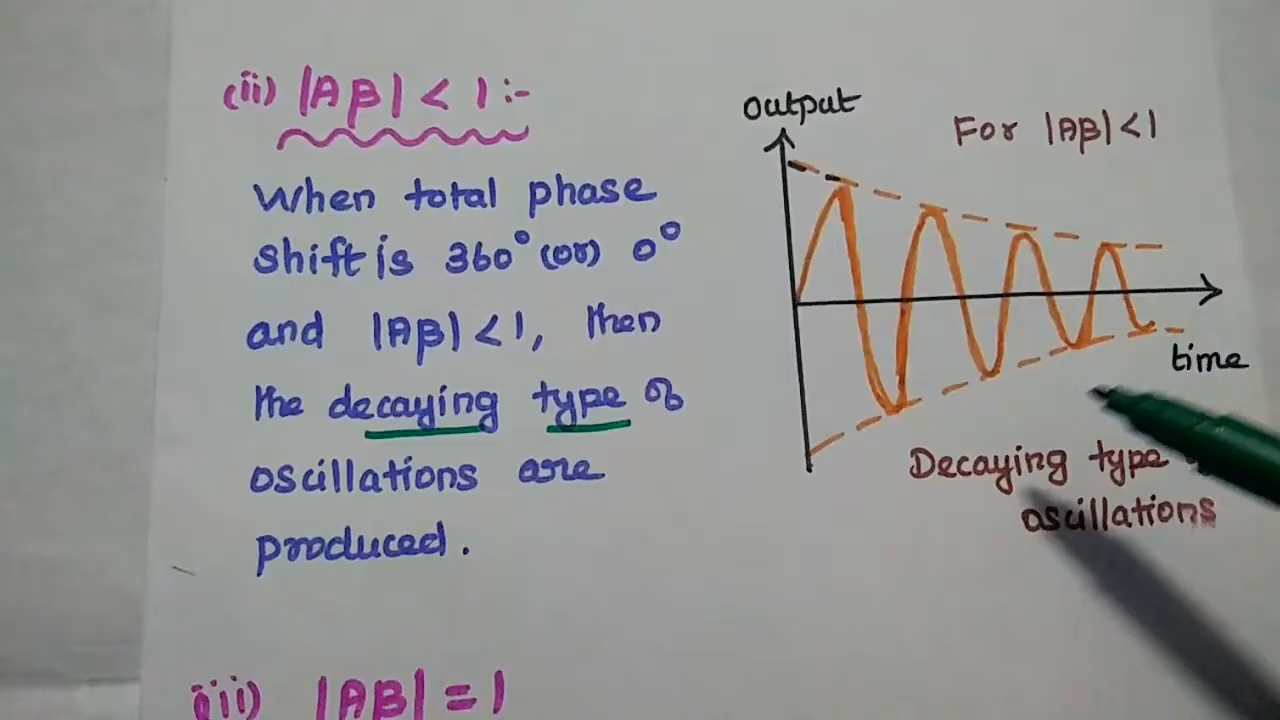 (ii) |Aβ| < 1 :-
When total phase
shift is 360° (or) 0°
and |Aβ| < 1, then
the decaying type of
oscillations are
produced.
output
For |Aβ| < 1
time
Decaying type
oscillations
(iii) |Aβ| = 1